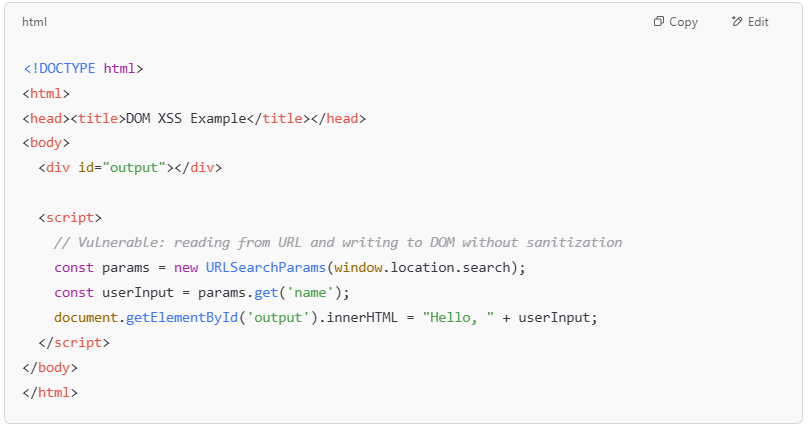 html
Copy
Edit
<!DOCTYPE html>
<html>
<head><title>DOM XSS Example</title></head>
<body>
  <div id="output"></div>

  <script>
    // Vulnerable: reading from URL and writing to DOM without sanitization
    const params = new URLSearchParams(window.location.search);
    const userInput = params.get('name');
    document.getElementById('output').innerHTML = "Hello, " + userInput;
  </script>
</body>
</html>